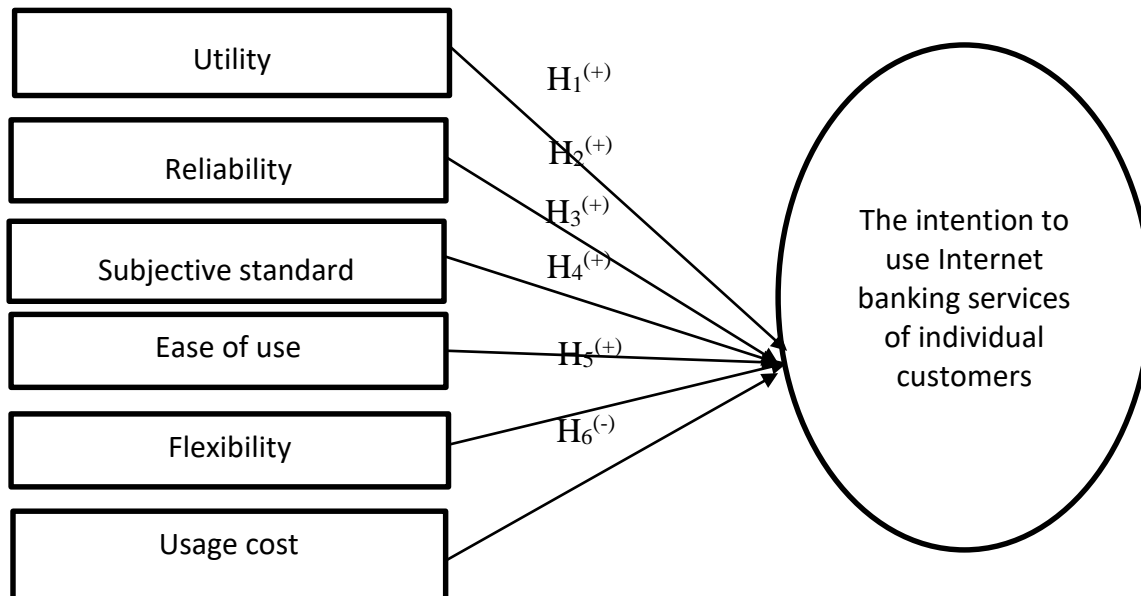 Utility
Reliability
Subjective standard
Ease of use
Flexibility
Usage cost
H₁⁽⁺⁾
H₂⁽⁺⁾
H₃⁽⁺⁾
H₄⁽⁺⁾
H₅⁽⁺⁾
H₆⁽⁻⁾
The intention to
use Internet
banking services
of individual
customers